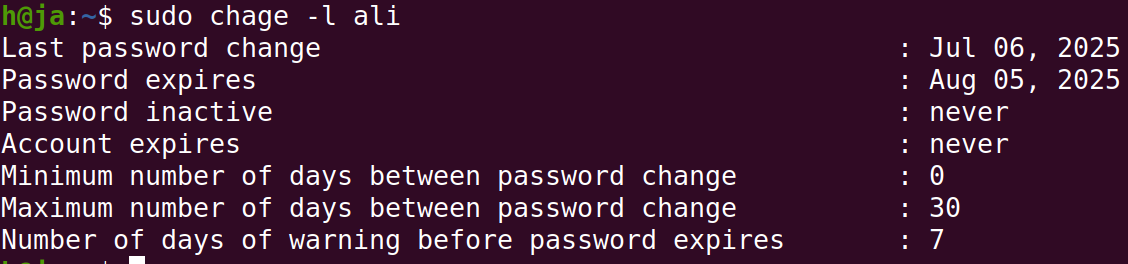 h@ja:~$ sudo chage -l ali
Last password change : Jul 06, 2025
Password expires : Aug 05, 2025
Password inactive : never
Account expires : never
Minimum number of days between password change : 0
Maximum number of days between password change : 30
Number of days of warning before password expires : 7